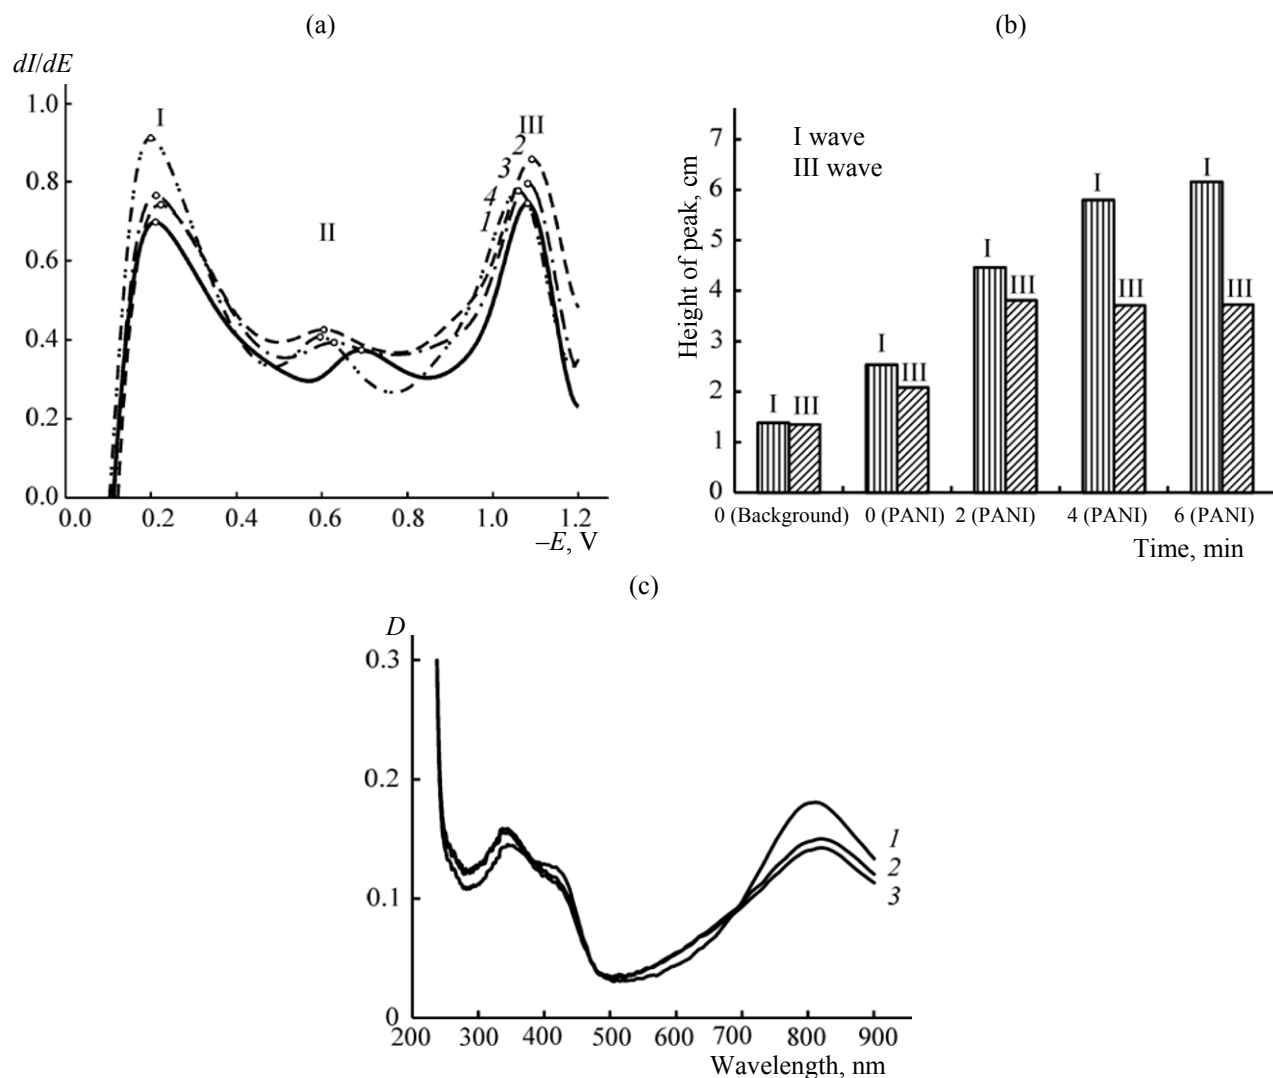 (a)
dI/dE
1.0
0.8
0.6
0.4
0.2
0.0
0.0 0.2 0.4 0.6 0.8 1.0 1.2
–E, V
I
II
III
2
3
4
1
(b)
Height of peak, cm
7
6
5
4
3
2
1
0
I wave
III wave
I III
I III
I III
I III
I III
0 (Background) 0 (PANI) 2 (PANI) 4 (PANI) 6 (PANI)
Time, min
(c)
D
0.3
0.2
0.1
0
200 300 400 500 600 700 800 900
Wavelength, nm
1
2
3